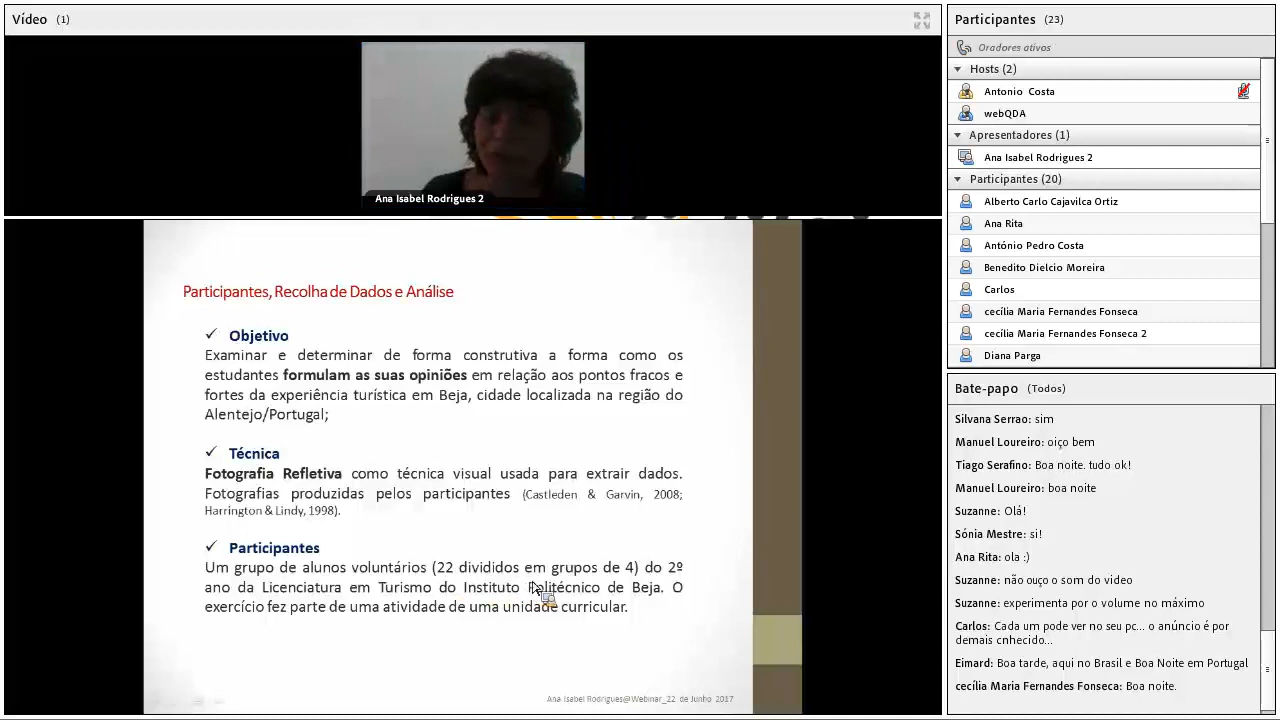 Vídeo (1)
Ana Isabel Rodrigues 2
Participantes, Recolha de Dados e Análise
✓ Objetivo
Examinar e determinar de forma construtiva a forma como os
estudantes formulam as suas opiniões em relação aos pontos fracos e
fortes da experiência turística em Beja, cidade localizada na região do
Alentejo/Portugal;
✓ Técnica
Fotografia Refletiva como técnica visual usada para extrair dados.
Fotografias produzidas pelos participantes (Castleden & Garvin, 2008;
Harrington & Lindy, 1998).
✓ Participantes
Um grupo de alunos voluntários (22 divididos em grupos de 4) do 2º
ano da Licenciatura em Turismo do Instituto Politécnico de Beja. O
exercício fez parte de uma atividade de uma unidade curricular.
Ana Isabel Rodrigues@Webinar_22 de Junho 2017
Participantes (23)
Oradores ativos
Hosts (2)
Antonio Costa
webQDA
Apresentadores (1)
Ana Isabel Rodrigues 2
Participantes (20)
Alberto Carlo Cajavilca Ortiz
Ana Rita
António Pedro Costa
Benedito Dielcio Moreira
Carlos
cecília Maria Fernandes Fonseca
cecília Maria Fernandes Fonseca 2
Diana Parga
Bate-papo (Todos)
Silvana Serrao: sim
Manuel Loureiro: oiço bem
Tiago Serafino: Boa noite. tudo ok!
Manuel Loureiro: boa noite
Suzanne: Olá!
Sónia Mestre: si!
Ana Rita: ola :)
Suzanne: não ouço o som do video
Suzanne: experimenta por o volume no máximo
Carlos: Cada um pode ver no seu pc... o anúncio é por
demais cnhecido...
Eimard: Boa tarde, aqui no Brasil e Boa Noite em Portugal
cecília Maria Fernandes Fonseca: Boa noite.